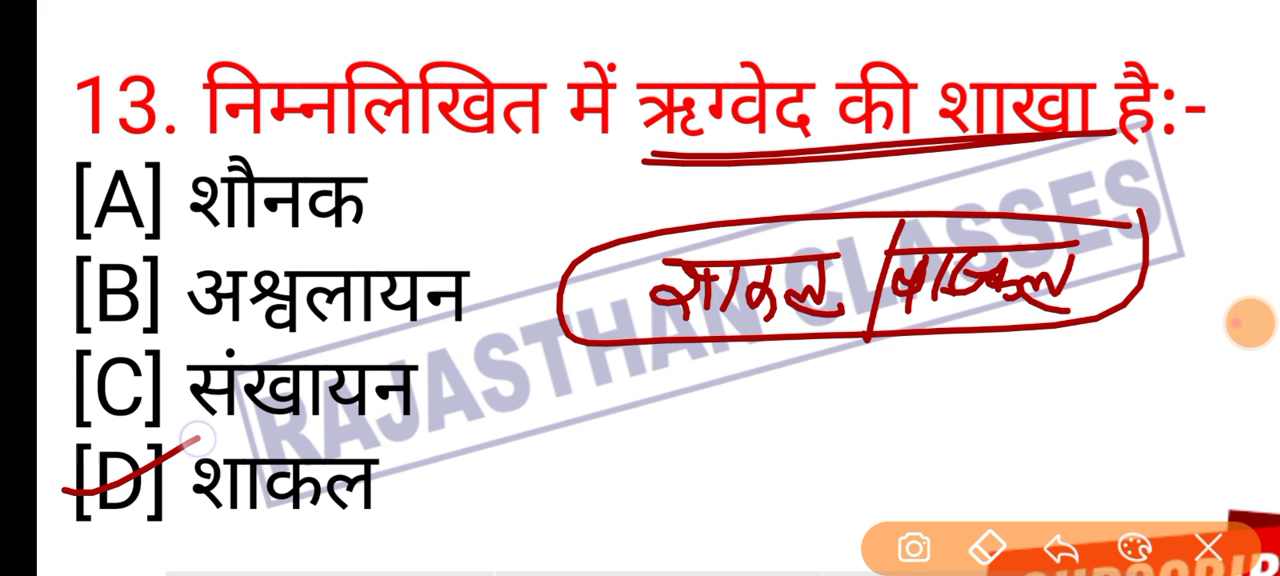 13. निम्नलिखित में ऋग्वेद की शाखा है:-
[A] शौनक
[B] अश्वलायन
शाकल
[C] संखायन
[D] शाकल
RAJASTHAN CLASSES